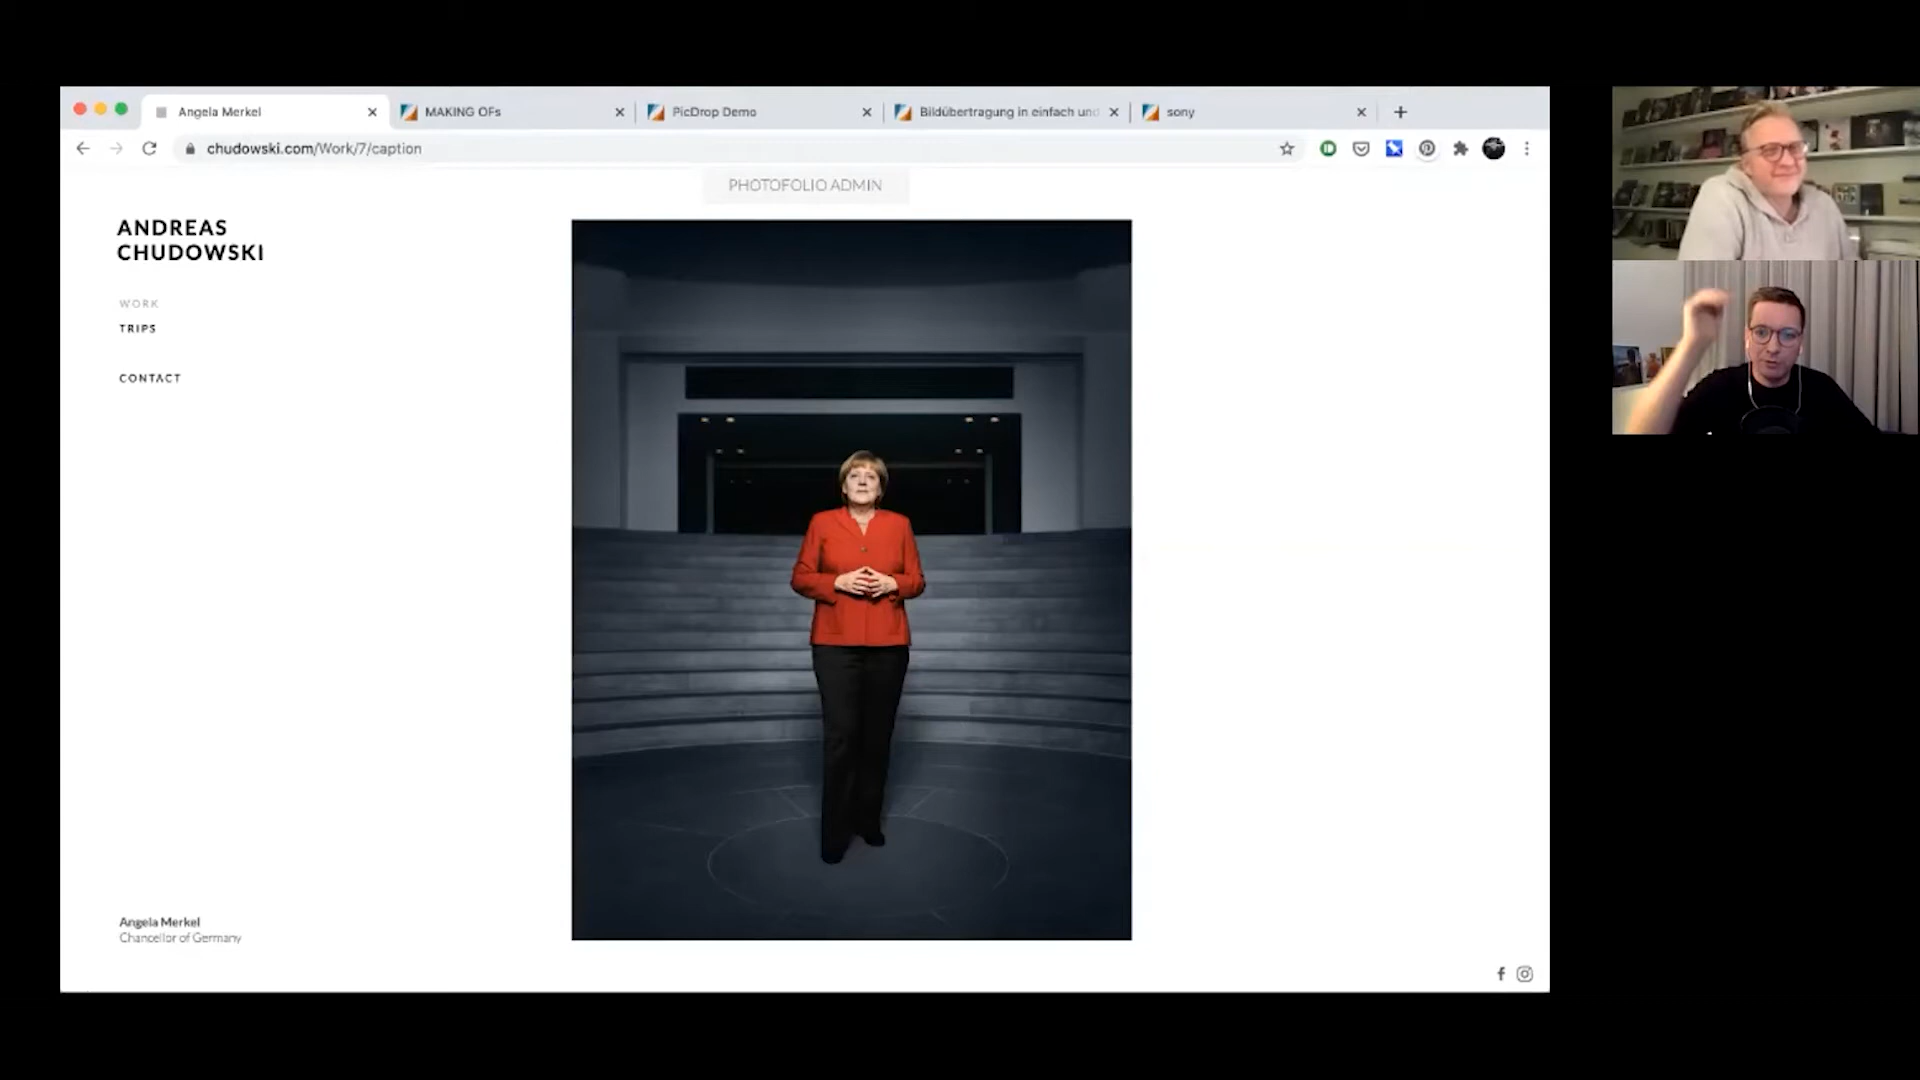 Angela Merkel
MAKING OFs
PicDrop Demo
Bildübertragung in einfach und
sony
chudowski.com/Work/7/caption
PHOTOFOLIO ADMIN
ANDREAS
CHUDOWSKI
WORK
TRIPS
CONTACT
Angela Merkel
Chancellor of Germany